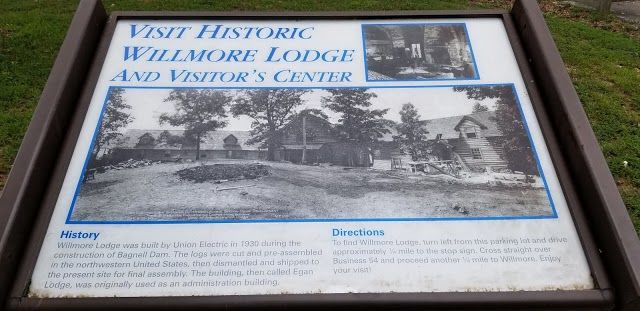 VISIT HISTORIC
WILLMORE LODGE
AND VISITOR'S CENTER
History
Willmore Lodge was built by Union Electric in 1930 during the
construction of Bagnell Dam. The logs were cut and pre-assembled
in the northwestern United States, then dismantled and shipped to
the present site for final assembly. The building, then called Egan
Lodge, was originally used as an administration building.
Directions
To find Willmore Lodge, turn left from this parking lot and drive
approximately ¼ mile to the stop sign. Cross straight over
Business 54 and proceed another ¼ mile to Willmore. Enjoy
your visit!